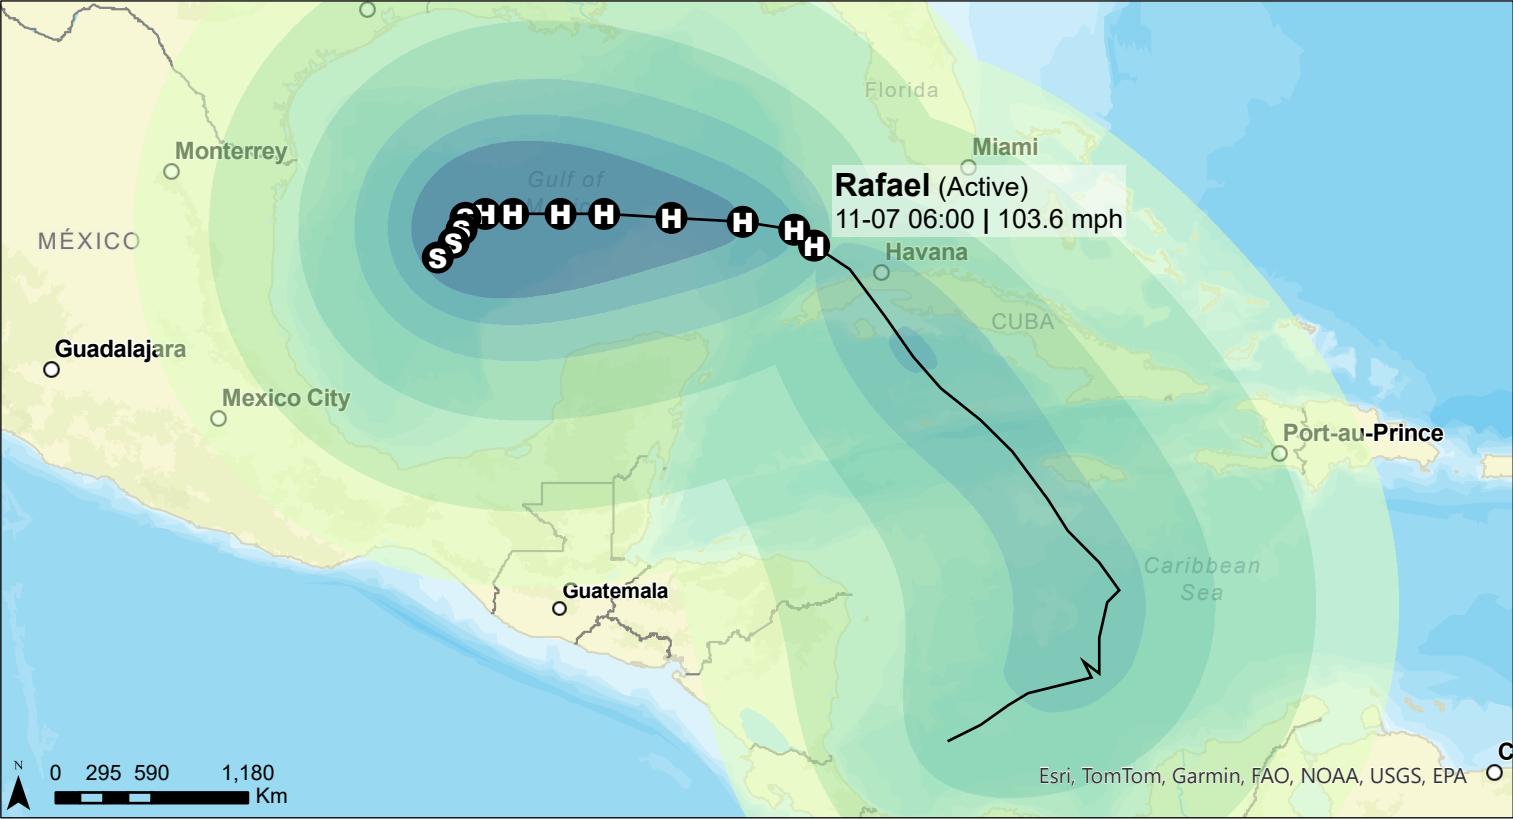 Florida
Monterrey
Miami
Gulf of
Rafael (Active)
11-07 06:00 | 103.6 mph
H H H H H H H H
S S S
MÉXICO
Havana
CUBA
Guadalajara
Mexico City
Port-au-Prince
Caribbean
Sea
Guatemala
N
0 295 590 1,180
Km
Esri, TomTom, Garmin, FAO, NOAA, USGS, EPA
C